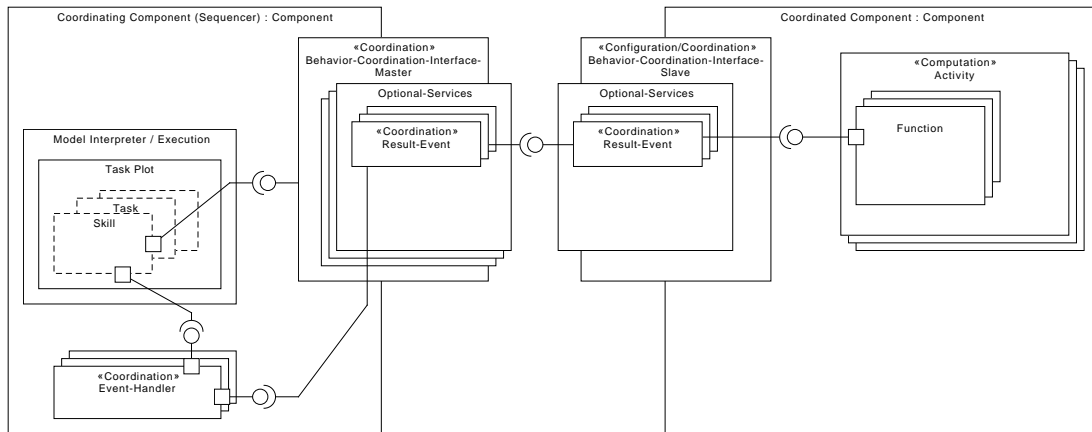 Coordinating Component (Sequencer) : Component
Coordinated Component : Component
«Coordination»
Behavior-Coordination-Interface-
Master
«Configuration/Coordination»
Behavior-Coordination-Interface-
Slave
«Computation»
Activity
Optional-Services
Optional-Services
«Coordination»
Result-Event
«Coordination»
Result-Event
Function
Model Interpreter / Execution
Task Plot
Task
Skill
«Coordination»
Event-Handler